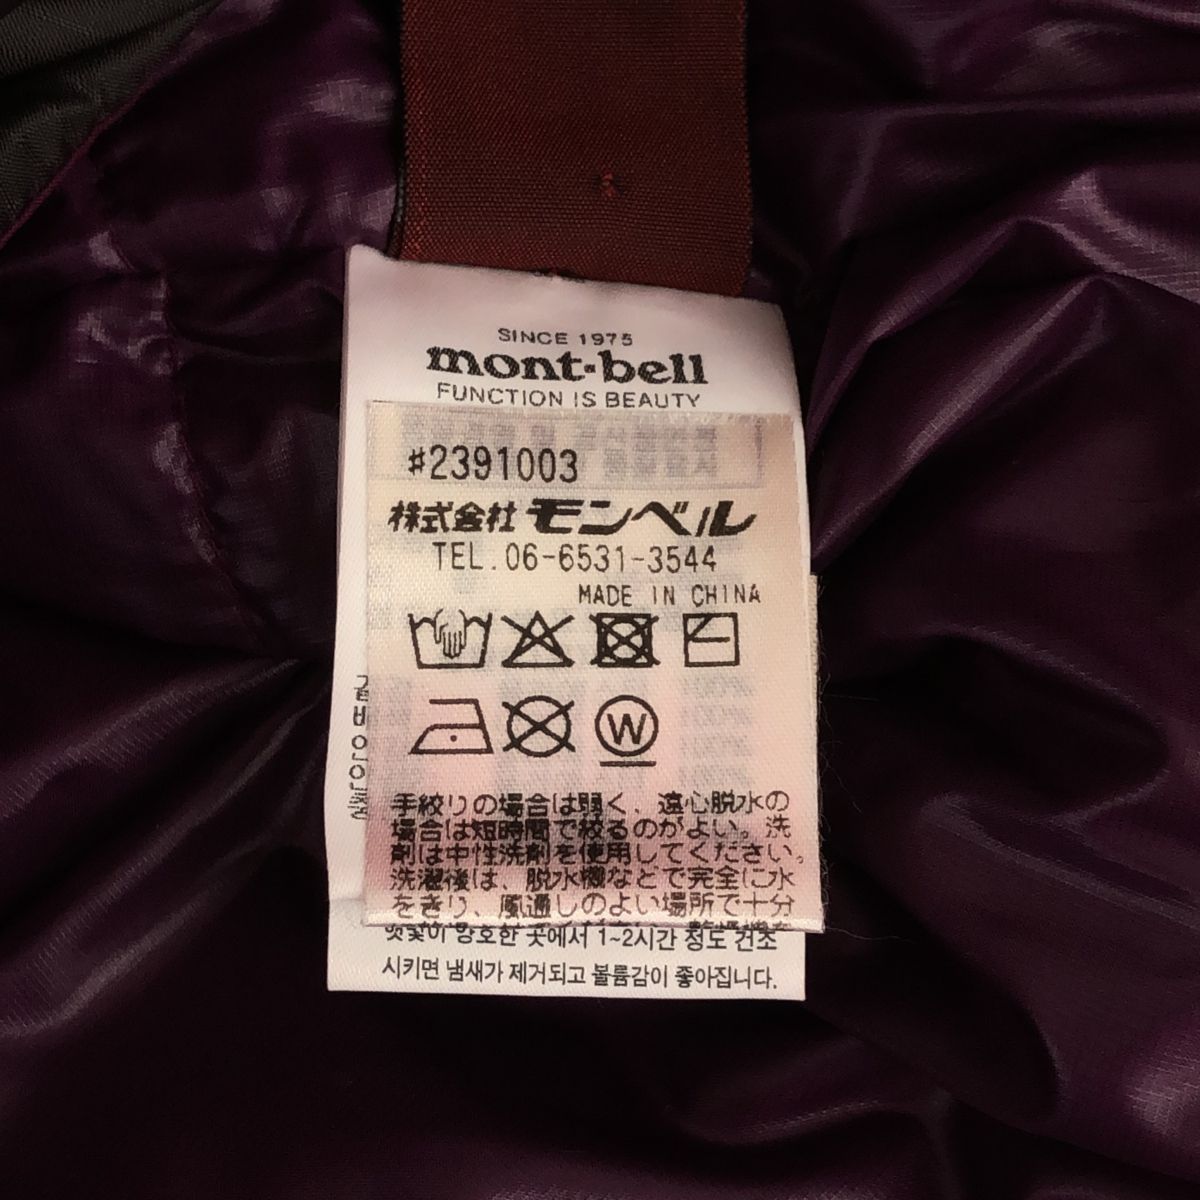 SINCE 1975
mont-bell
FUNCTION IS BEAUTY
#2391003
株式会社 モンベル
TEL.06-6531-3544
MADE IN CHINA
W
手絞りの場合は弱く、遠心脱水の
場合は短時間で絞るのがよい。洗
剤は中性洗剤を使用してください。
洗濯後は、脱水機などで完全に水
をきり、風通しのよい場所で十分
햇빛이 양호한 곳에서 1~2시간 정도 건조
시키면 냄새가 제거되고 볼륨감이 좋아집니다.